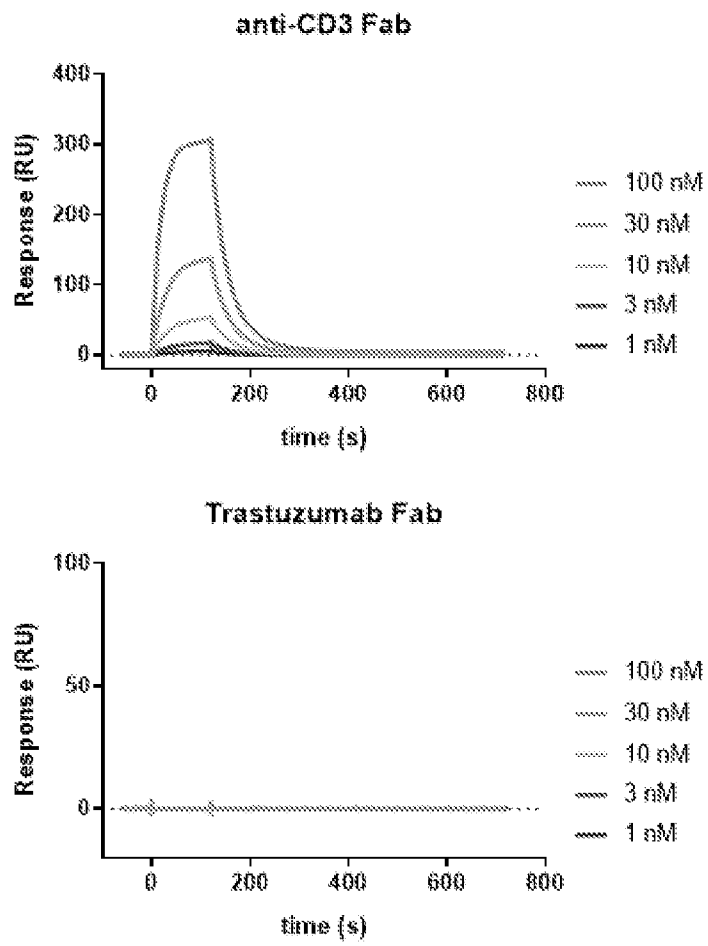 anti-CD3 Fab
400
300
200
100
0
Response (RU)
0 200 400 600 800
time (s)
100 nM
30 nM
10 nM
3 nM
1 nM
Trastuzumab Fab
100
50
0
Response (RU)
0 200 400 600 800
time (s)
100 nM
30 nM
10 nM
3 nM
1 nM